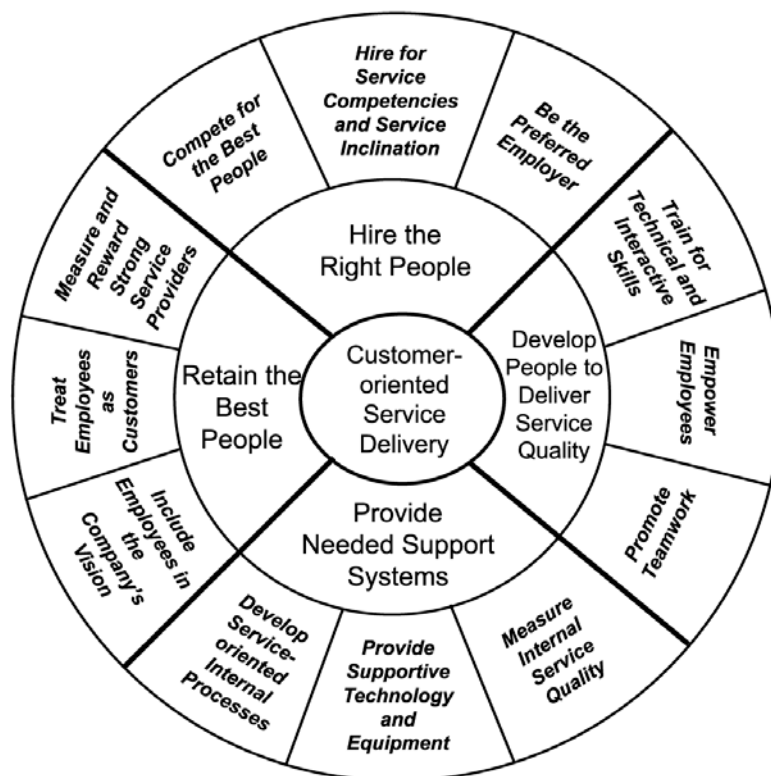 Hire for
Service
Competencies
and Service
Inclination
Be the
Preferred
Employer
Train for
Technical and
Interactive
Skills
Empower
Employees
Promote
Teamwork
Measure
Internal
Service
Quality
Provide
Supportive
Technology
and
Equipment
Develop
Service-
oriented
Internal
Processes
Include
Employees in
the
Company's
Vision
Treat
Employees
as
Customers
Measure and
Reward
Strong
Service
Providers
Compete for
the Best
People
Hire the
Right People
Develop
People to
Deliver
Service
Quality
Provide
Needed Support
Systems
Retain the
Best
People
Customer-
oriented
Service
Delivery